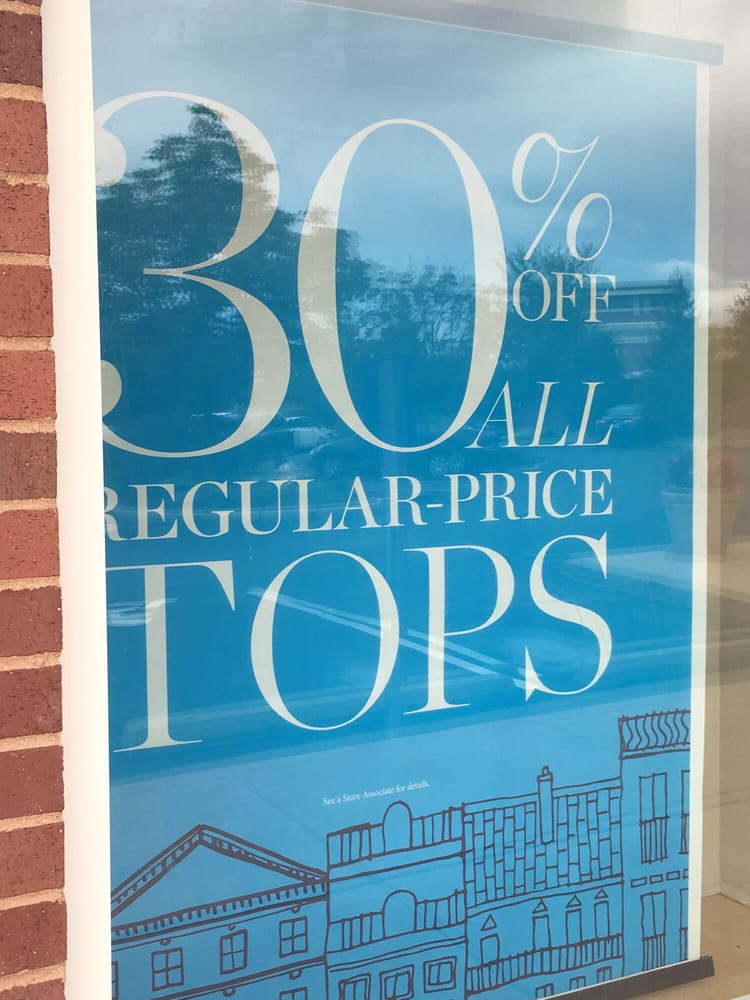 30% OFF
ALL
REGULAR-PRICE
TOPS
See a Store Associate for details.